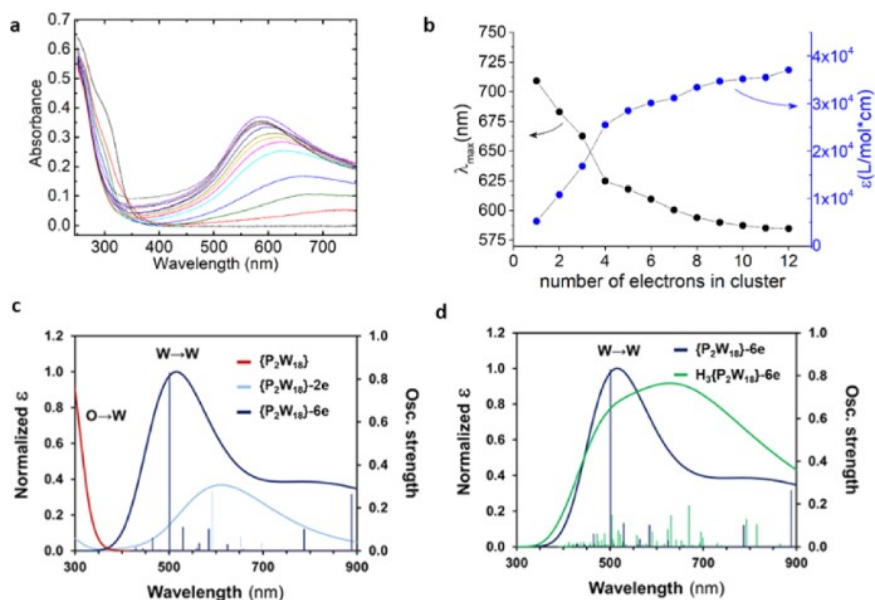 a
0.7
0.6
0.5
0.4
0.3
0.2
0.1
0.0
Absorbance
300 400 500 600 700
Wavelength (nm)
b
750
725
700
675
650
625
600
575
λmax(nm)
4x10⁴
3x10⁴
2x10⁴
1x10⁴
0
ε(L/mol*cm)
0 2 4 6 8 10 12
number of electrons in cluster
c
1.2
1.0
0.8
0.6
0.4
0.2
0.0
Normalized ε
W→W
O→W
{P₂W₁₈}
{P₂W₁₈}-2e
{P₂W₁₈}-6e
1.0
0.8
0.6
0.4
0.2
0.0
Osc. strength
300 500 700 900
Wavelength (nm)
d
1.2
1.0
0.8
0.6
0.4
0.2
0.0
Normalized ε
W→W
{P₂W₁₈}-6e
H₃{P₂W₁₈}-6e
1.0
0.8
0.6
0.4
0.2
0.0
Osc. strength
300 500 700 900
Wavelength (nm)